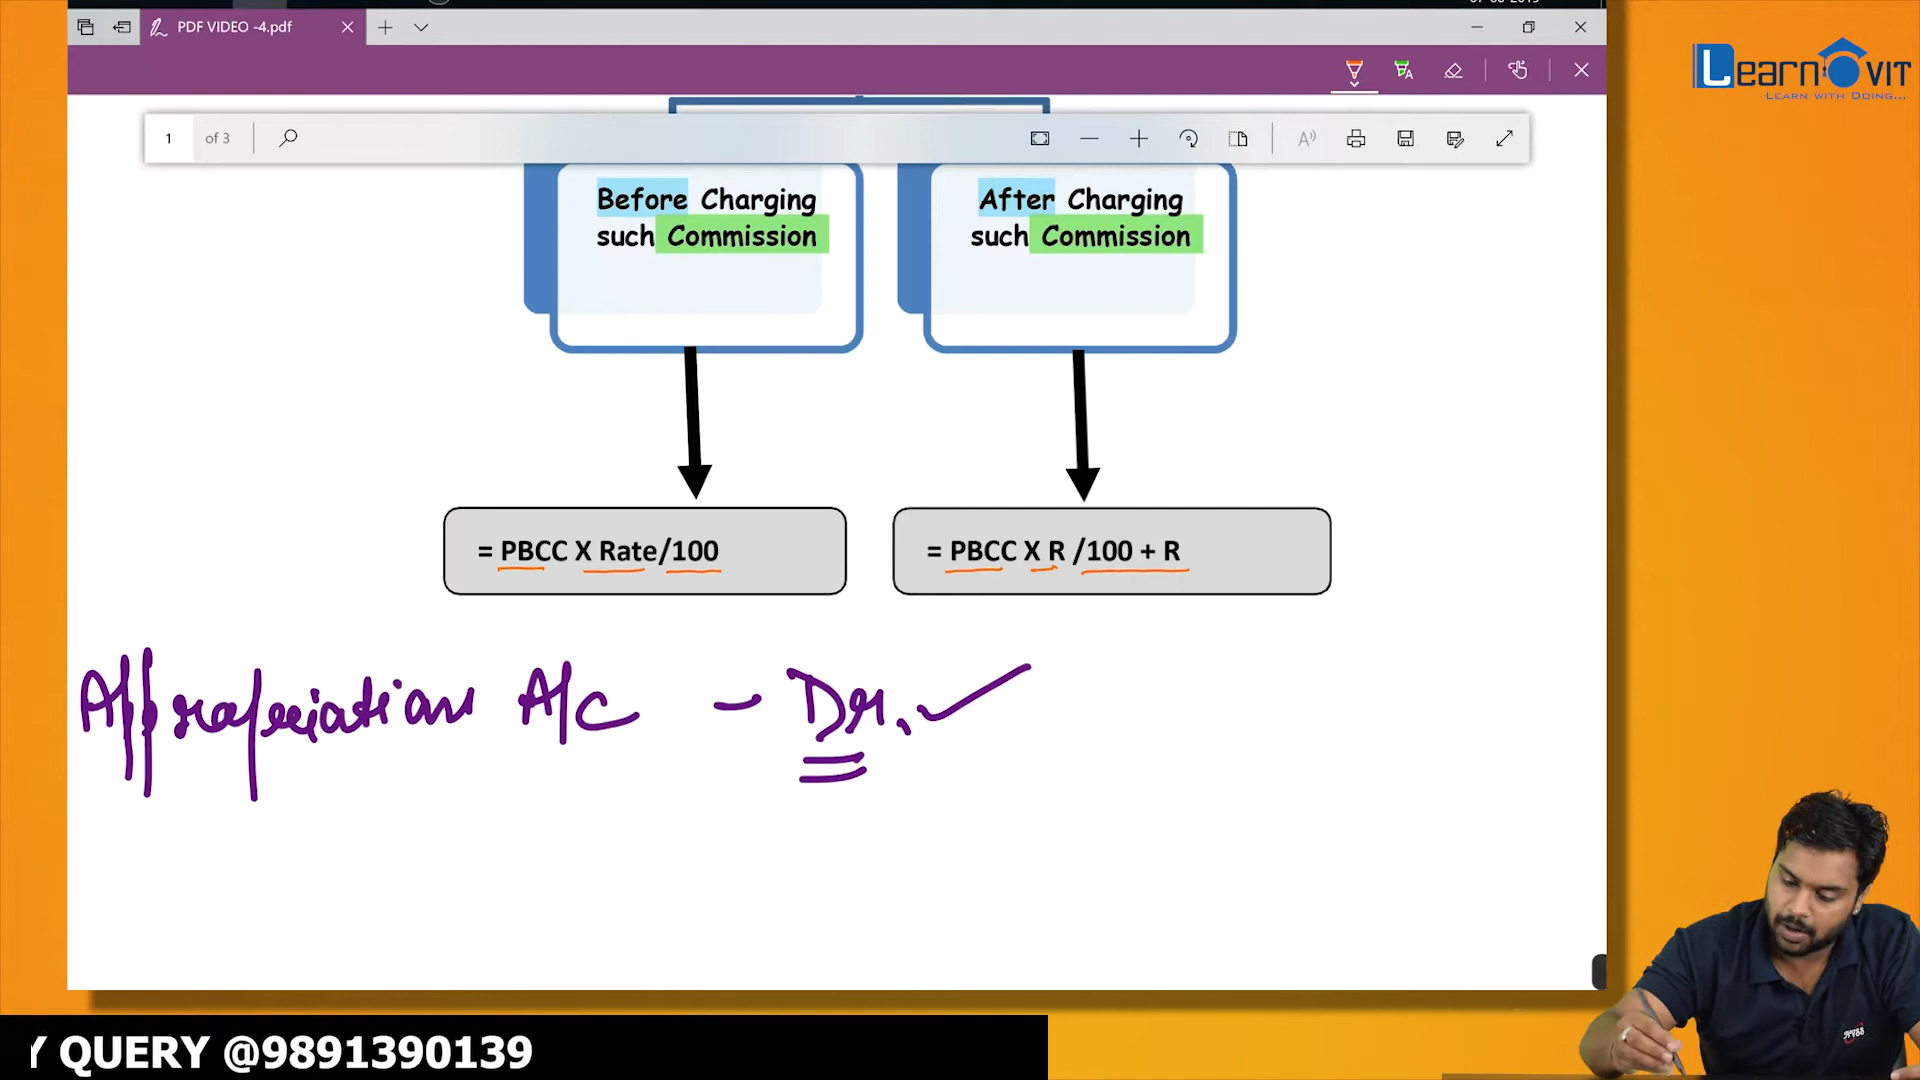 PDF VIDEO -4.pdf
LearnOVIT
LEARN WITH DOING...
1 of 3
Before Charging
such Commission
After Charging
such Commission
= PBCC X Rate/100
= PBCC X R /100 + R
Appropriation A/C - Dr.
Y QUERY @9891390139